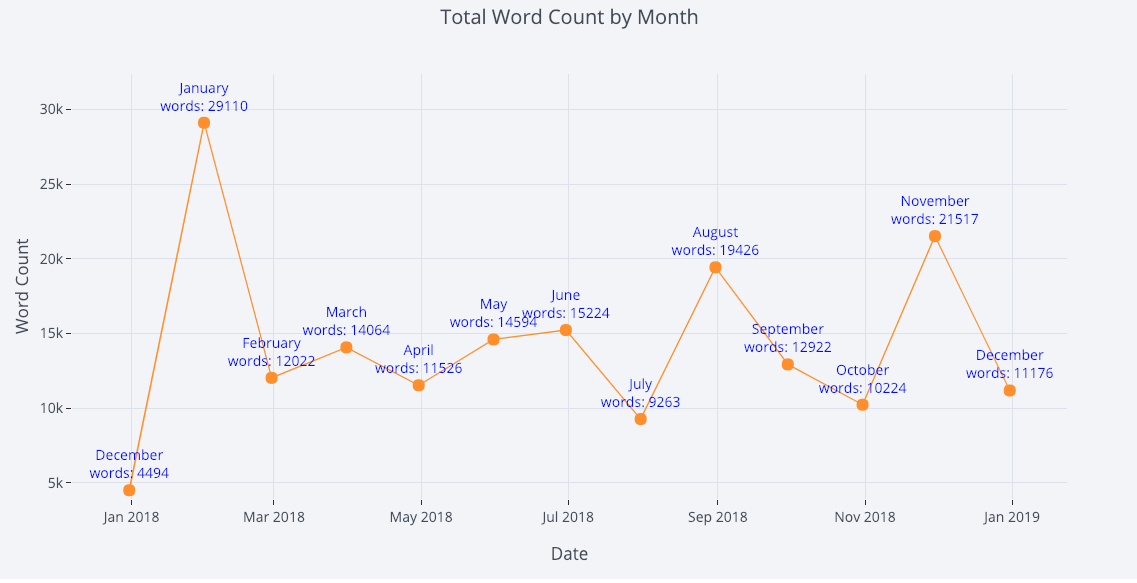 Total Word Count by Month
January
words: 29110
30k
25k
November
words: 21517
August
words: 19426
20k
Word Count
June
words: 15224
May
words: 14594
March
words: 14064
15k
September
words: 12922
February
words: 12022
April
words: 11526
December
words: 11176
October
words: 10224
July
words: 9263
10k
December
words: 4494
5k
Jan 2018
Mar 2018
May 2018
Jul 2018
Sep 2018
Nov 2018
Jan 2019
Date